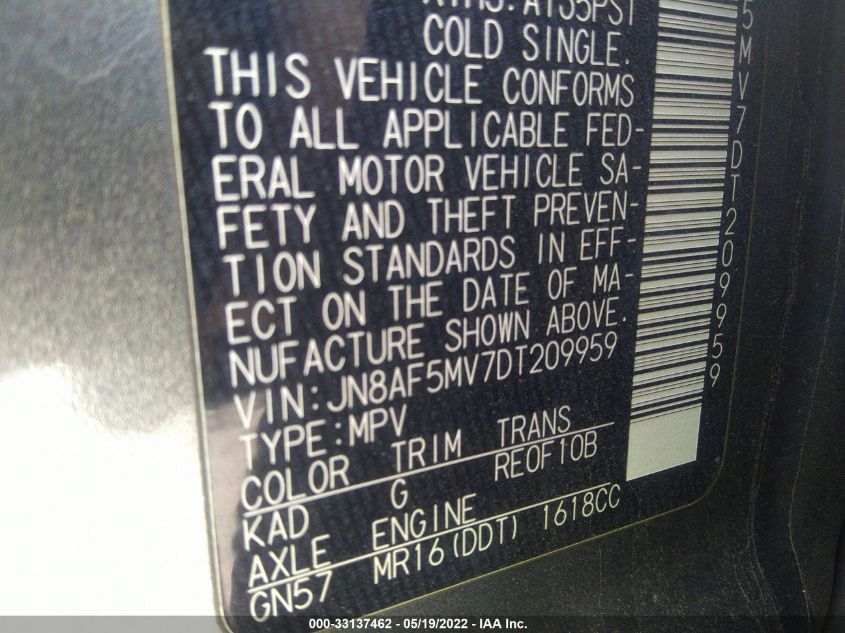 COLD SINGLE.
THIS VEHICLE CONFORMS
TO ALL APPLICABLE FED-
ERAL MOTOR VEHICLE SA-
FETY AND THEFT PREVEN-
TION STANDARDS IN EFF-
ECT ON THE DATE OF MA-
NUFACTURE SHOWN ABOVE.
VIN:JN8AF5MV7DT209959
TYPE:MPV
COLOR TRIM TRANS
KAD G RE0F10B
AXLE ENGINE
GN57 MR16(DDT) 1618CC
5MV7DT209959
000-33137462 - 05/19/2022 - IAA Inc.